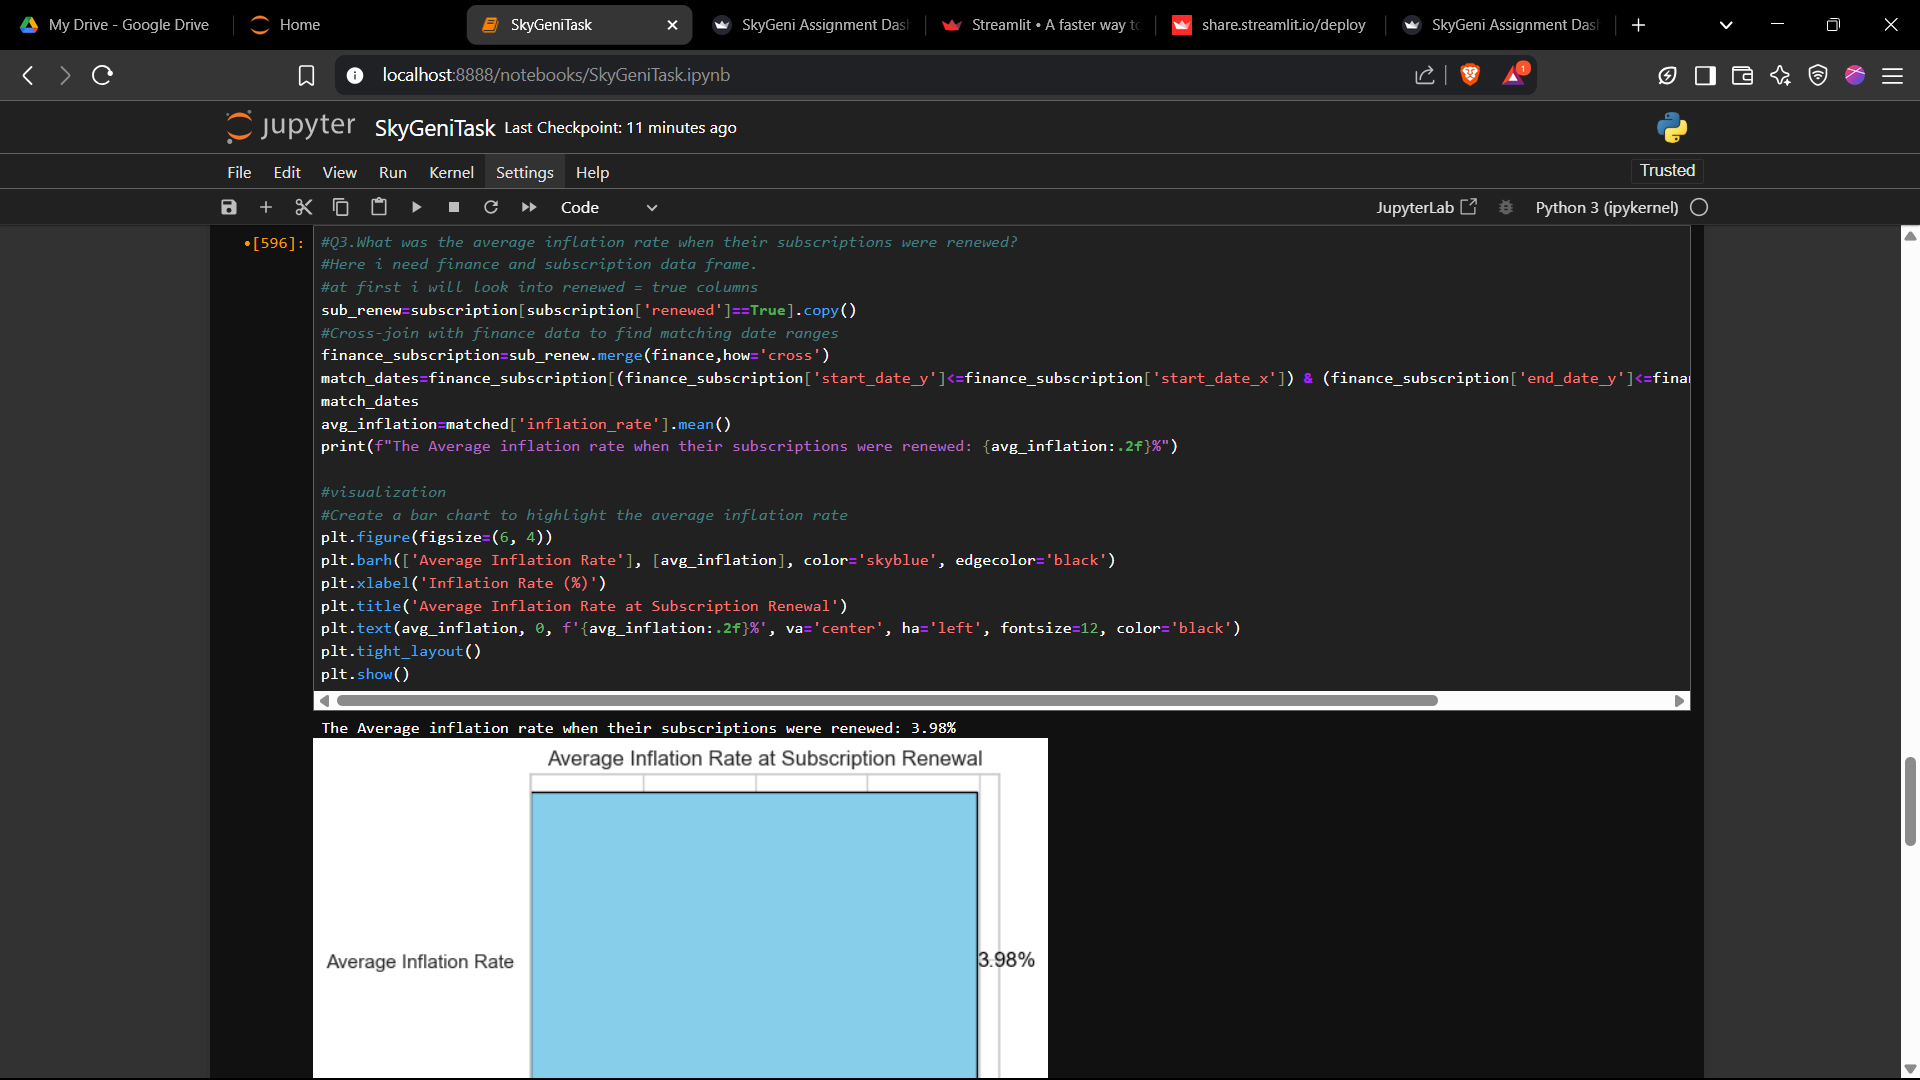 My Drive - Google Drive
Home
SkyGeniTask
SkyGeni Assignment Das
Streamlit • A faster way to
share.streamlit.io/deploy
SkyGeni Assignment Das
localhost:8888/notebooks/SkyGeniTask.ipynb
1
jupyter SkyGeniTask Last Checkpoint: 11 minutes ago
File Edit View Run Kernel Settings Help
Trusted
Code
JupyterLab
Python 3 (ipykernel)
•[596]:
#Q3.What was the average inflation rate when their subscriptions were renewed?
#Here i need finance and subscription data frame.
#at first i will look into renewed = true columns
sub_renew=subscription[subscription['renewed']==True].copy()
#Cross-join with finance data to find matching date ranges
finance_subscription=sub_renew.merge(finance,how='cross')
match_dates=finance_subscription[(finance_subscription['start_date_y']<=finance_subscription['start_date_x']) & (finance_subscription['end_date_y']<=fina
match_dates
avg_inflation=matched['inflation_rate'].mean()
print(f"The Average inflation rate when their subscriptions were renewed: {avg_inflation:.2f}%")
#visualization
#Create a bar chart to highlight the average inflation rate
plt.figure(figsize=(6, 4))
plt.barh(['Average Inflation Rate'], [avg_inflation], color='skyblue', edgecolor='black')
plt.xlabel('Inflation Rate (%)')
plt.title('Average Inflation Rate at Subscription Renewal')
plt.text(avg_inflation, 0, f'{avg_inflation:.2f}%', va='center', ha='left', fontsize=12, color='black')
plt.tight_layout()
plt.show()
The Average inflation rate when their subscriptions were renewed: 3.98%
Average Inflation Rate at Subscription Renewal
Average Inflation Rate
3.98%